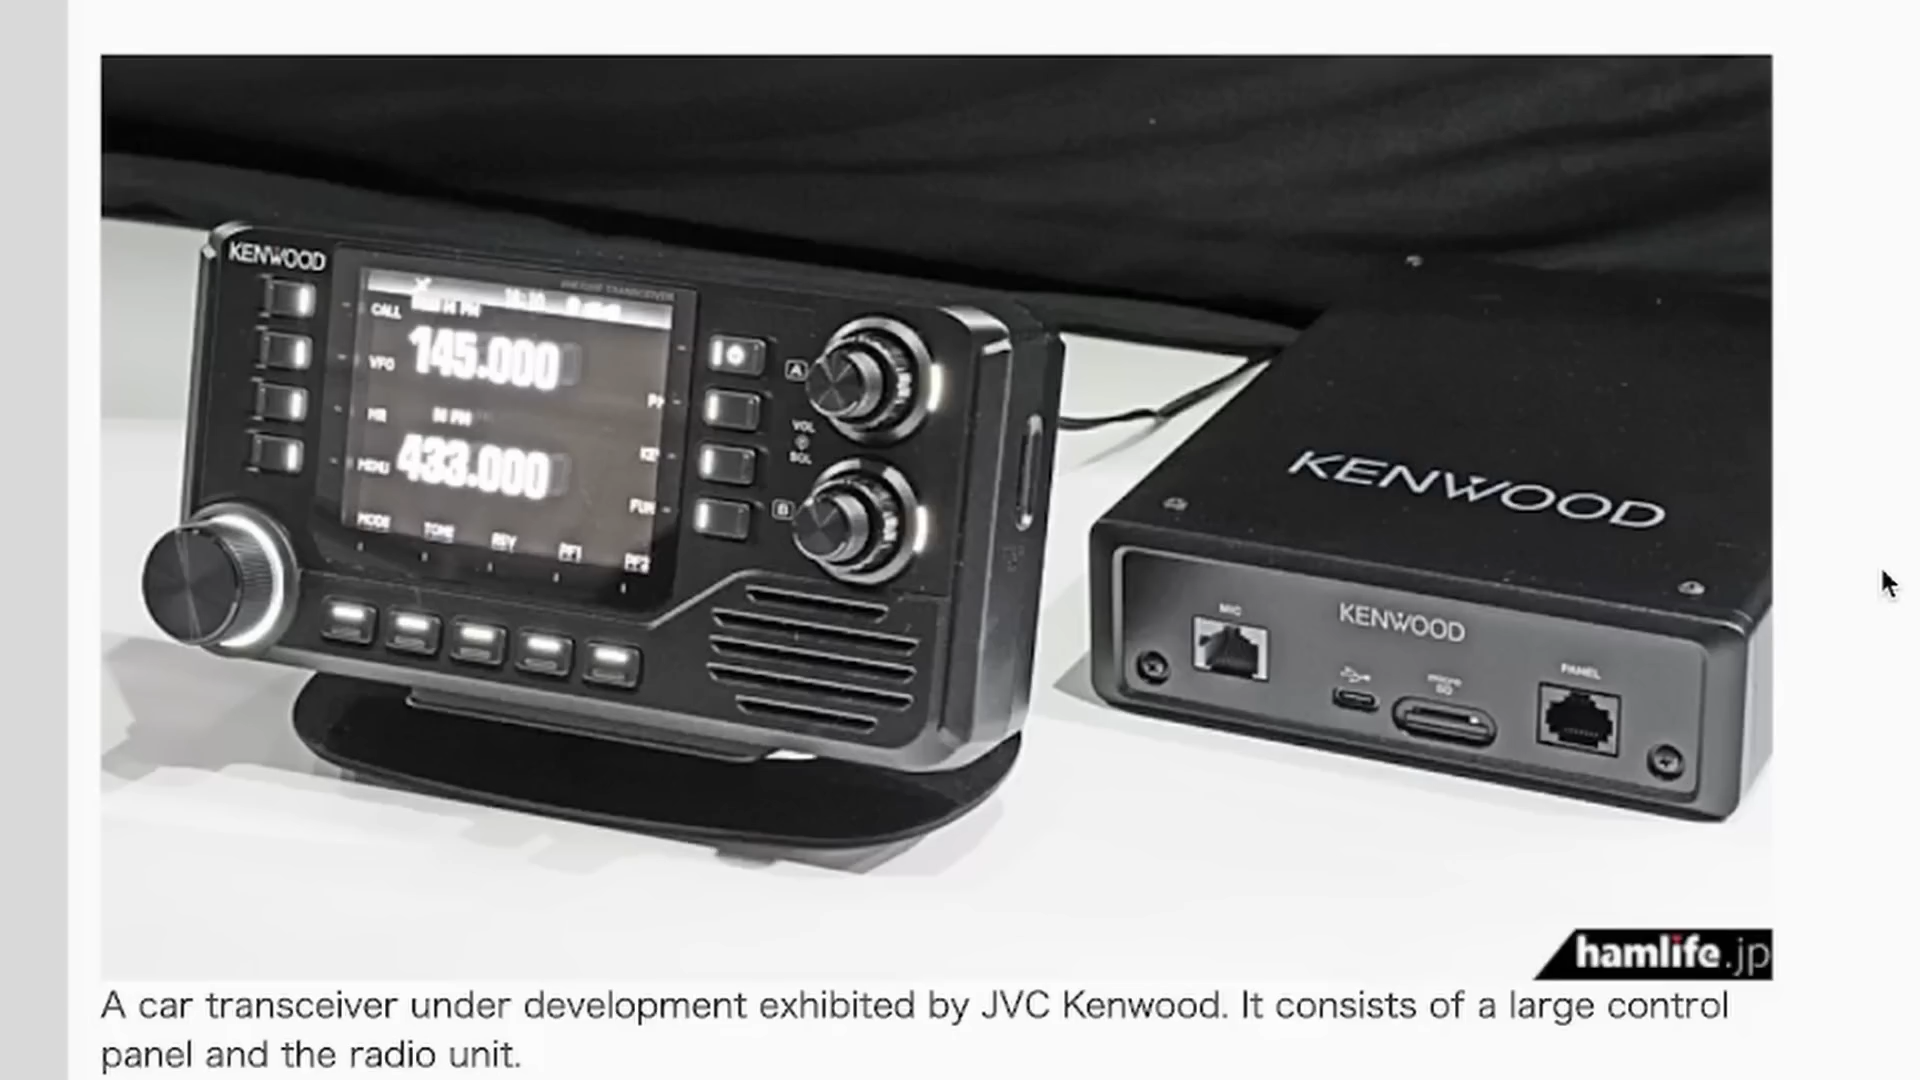 KENWOOD
CALL
145.000
VFO
MR
433.000
MENU
MODE TONE REV PF1 PF2
A
VOL
SQL
B
KENWOOD
MIC
KENWOOD
micro
SD
PANEL
hamlife.jp
A car transceiver under development exhibited by JVC Kenwood. It consists of a large control
panel and the radio unit.